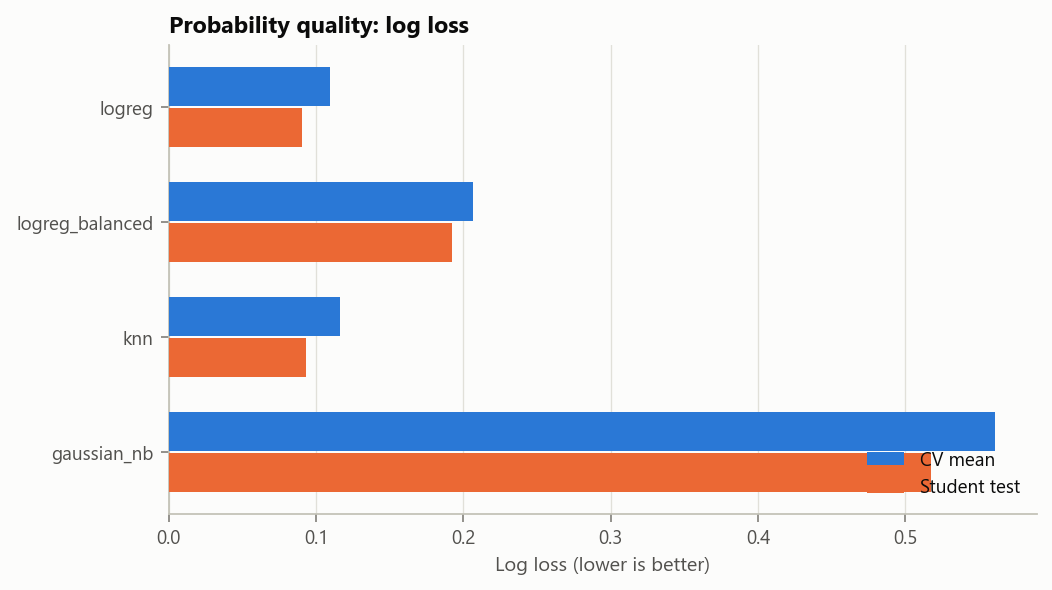 Probability quality: log loss
logreg
logreg_balanced
knn
gaussian_nb
CV mean
Student test
0.0 0.1 0.2 0.3 0.4 0.5
Log loss (lower is better)